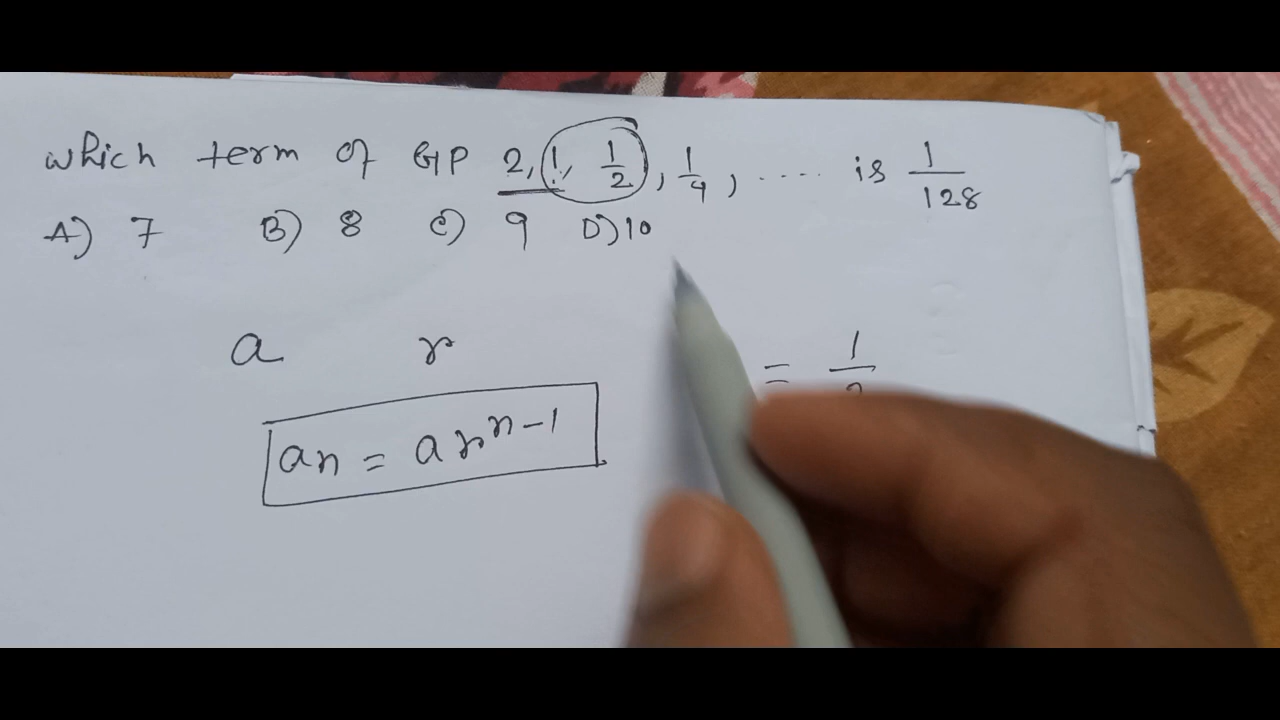 which term of GP 2, 1, 1/2, 1/4, ..... is 1/128
A) 7 B) 8 C) 9 D) 10
a r
= 1/
an = ar^n-1